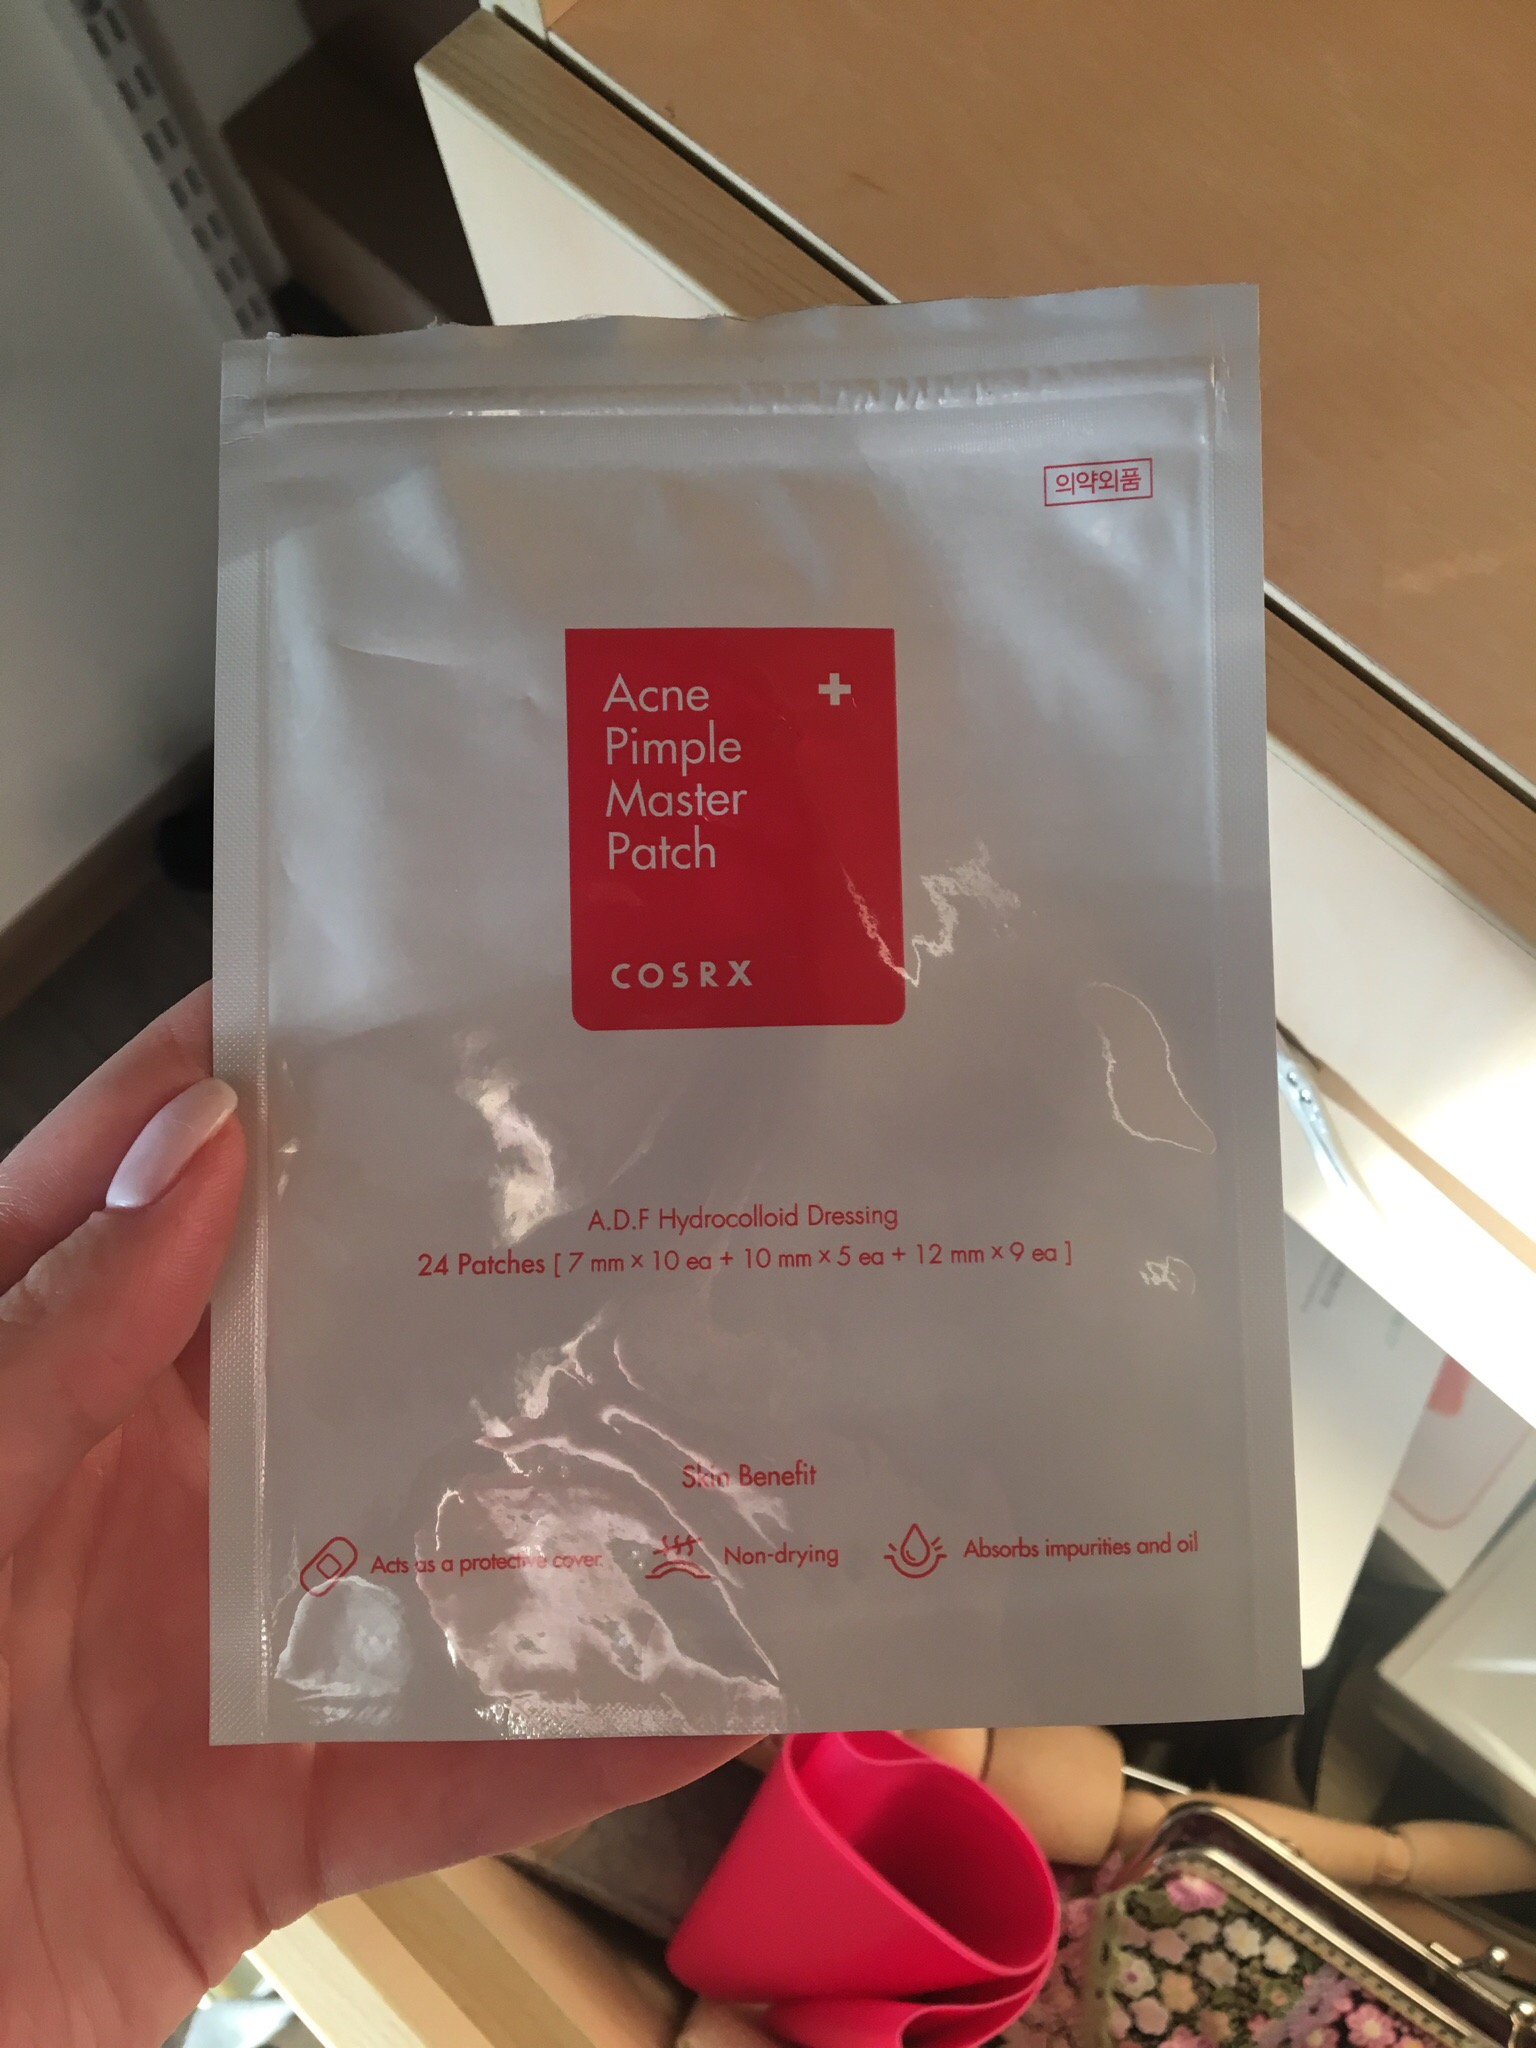 의약외품
Acne
Pimple
Master
Patch
COSRX
A.D.F Hydrocolloid Dressing
24 Patches [ 7 mm × 10 ea + 10 mm × 5 ea + 12 mm × 9 ea ]
Skin Benefit
Acts as a protective cover.
Non-drying
Absorbs impurities and oil